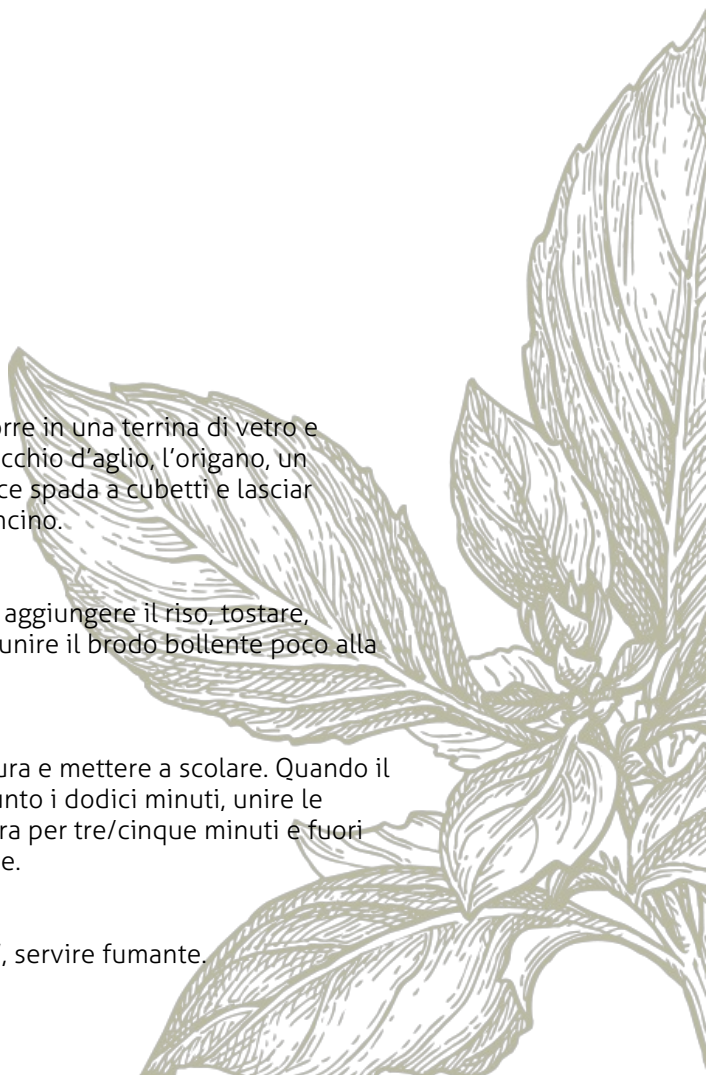 rre in una terrina di vetro e
cchio d'aglio, l'origano, un
ce spada a cubetti e lasciar
ncino.
aggiungere il riso, tostare,
unire il brodo bollente poco alla
ura e mettere a scolare. Quando il
unto i dodici minuti, unire le
ra per tre/cinque minuti e fuori
e.
, servire fumante.